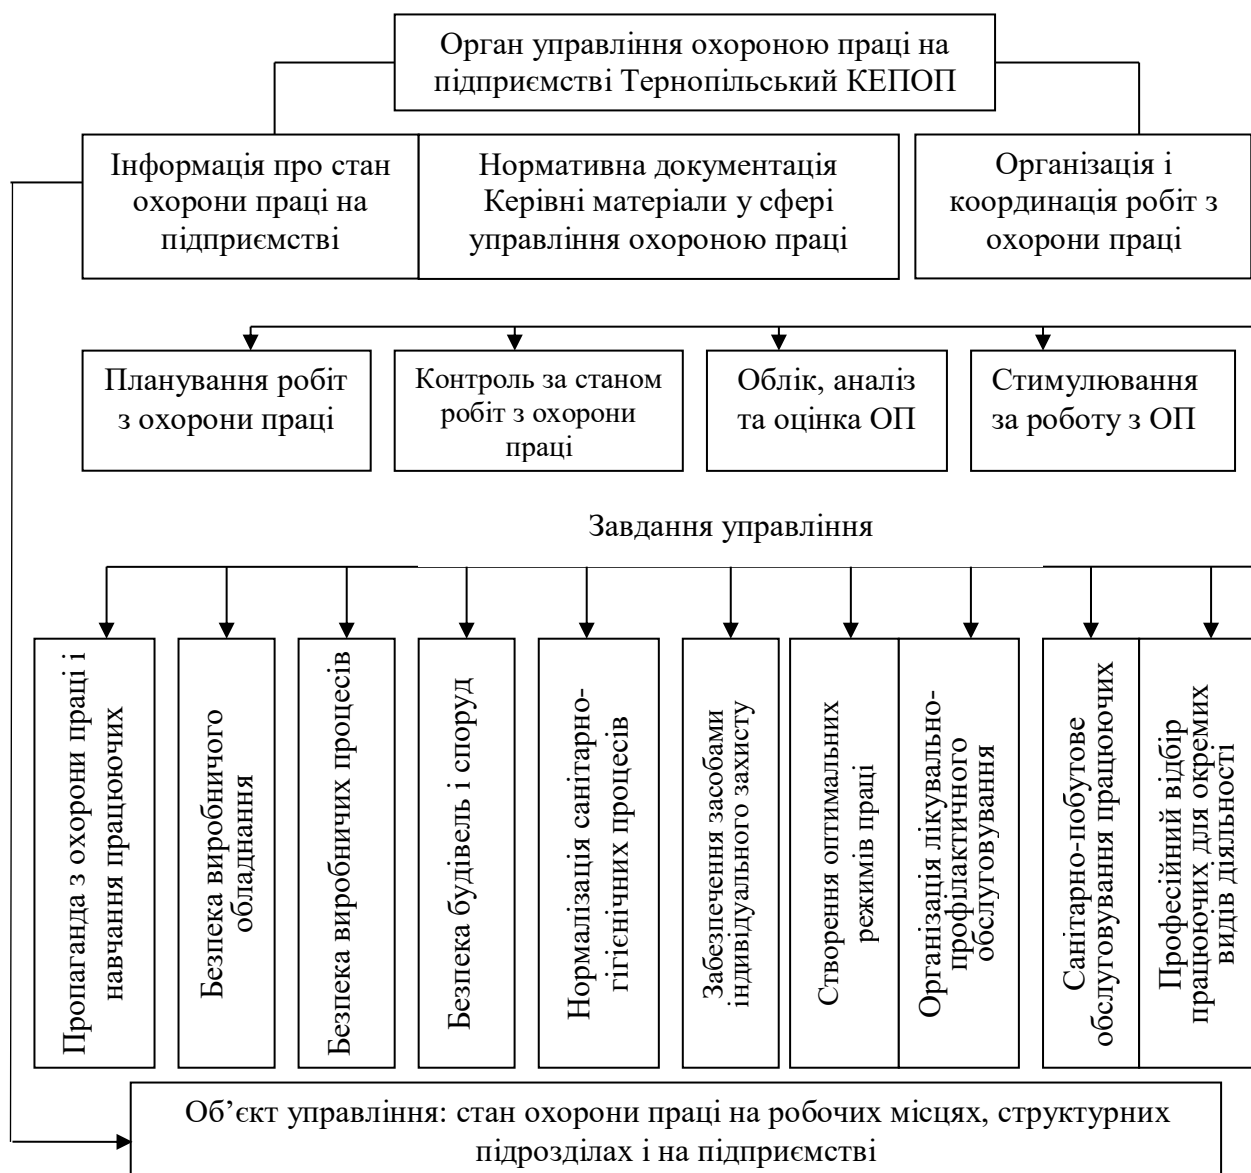 Орган управління охороною праці на
підприємстві Тернопільський КЕПОП
Інформація про стан
охорони праці на
підприємстві
Нормативна документація
Керівні матеріали у сфері
управління охороною праці
Організація і
координація робіт з
охорони праці
Планування робіт
з охорони праці
Контроль за станом
робіт з охорони
праці
Облік, аналіз
та оцінка ОП
Стимулювання
за роботу з ОП
Завдання управління
Пропаганда з охорони праці і
навчання працюючих
Безпека виробничого
обладнання
Безпека виробничих процесів
Безпека будівель і споруд
Нормалізація санітарно-
гігієнічних процесів
Забезпечення засобами
індивідуального захисту
Створення оптимальних
режимів праці
Організація лікувально-
профілактичного
обслуговування
Санітарно-побутове
обслуговування працюючих
Професійний відбір
працюючих для окремих
видів діяльності
Об’єкт управління: стан охорони праці на робочих місцях, структурних
підрозділах і на підприємстві